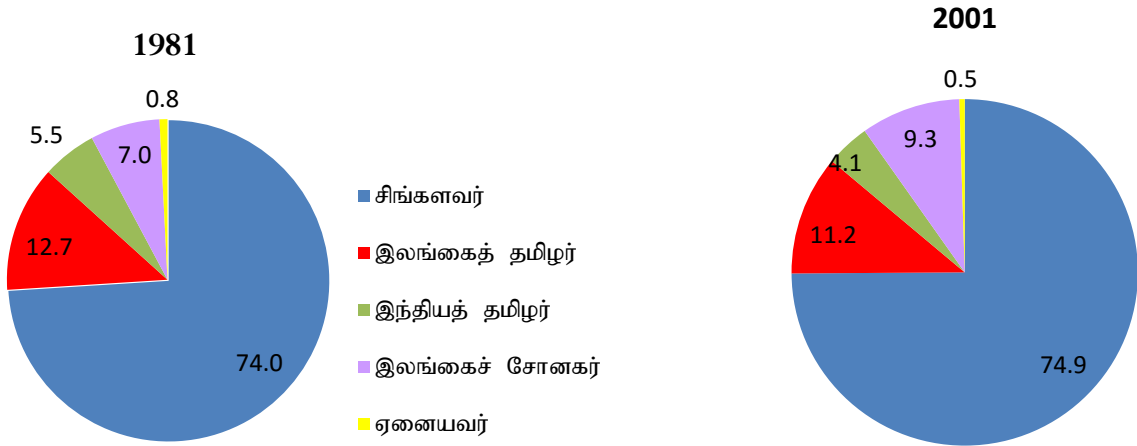 1981
0.8
5.5
7.0
12.7
74.0
சிங்களவர்
இலங்கைத் தமிழர்
இந்தியத் தமிழர்
இலங்கைச் சோனகர்
ஏனையவர்
2001
0.5
9.3
4.1
11.2
74.9